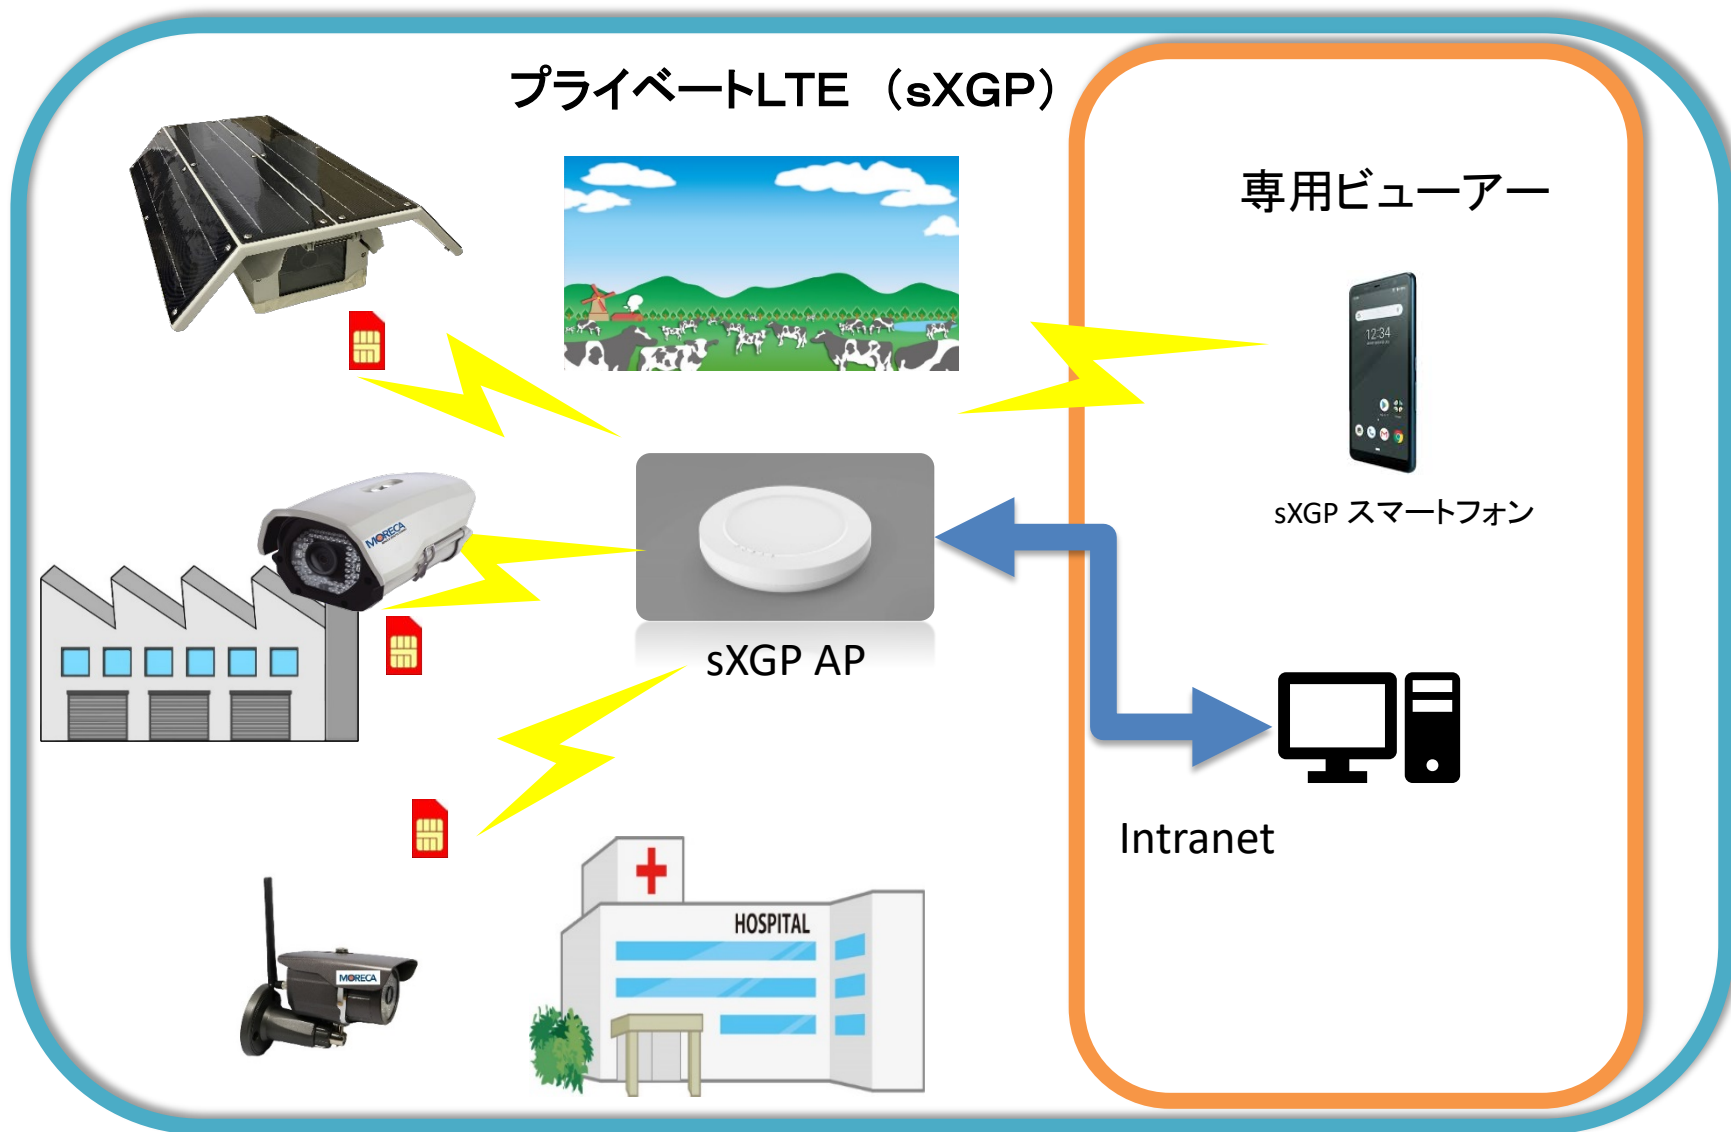 プライベートLTE （sXGP）
専用ビューアー
12:34
sXGP スマートフォン
MORECA
sXGP AP
Intranet
HOSPITAL
MORECA